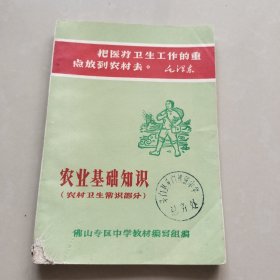 把医疗卫生工作的重
点放到农村去。 毛泽东
农业基础知识
(农村卫生常识部分)
佛山专区中学教材编写组编